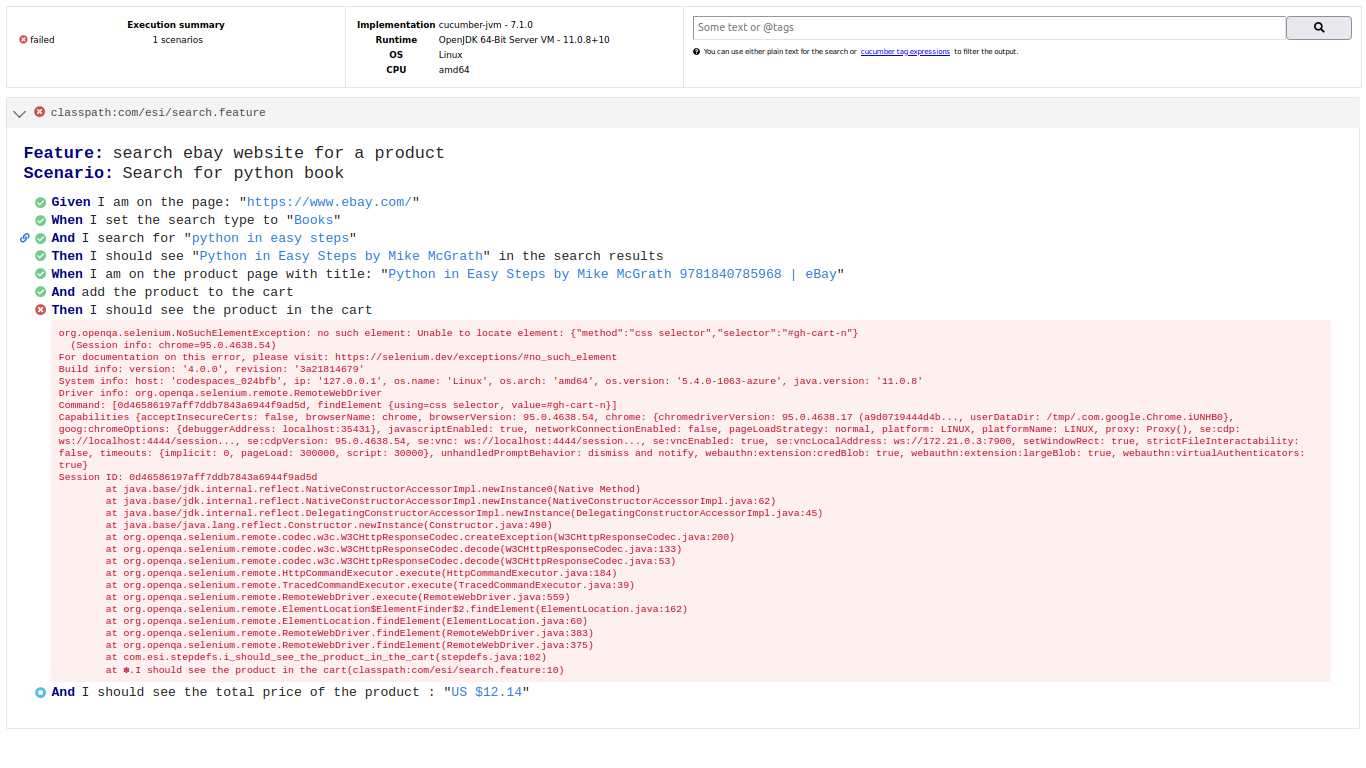 Execution summary
failed
1 scenarios
Implementation cucumber-jvm - 7.1.0
Runtime OpenJDK 64-Bit Server VM - 11.0.8+10
OS Linux
CPU amd64
Some text or @tags
You can use either plain text for the search or cucumber tag expressions to filter the output.
classpath:com/esi/search.feature
Feature: search ebay website for a product
Scenario: Search for python book
Given I am on the page: "https://www.ebay.com/"
When I set the search type to "Books"
And I search for "python in easy steps"
Then I should see "Python in Easy Steps by Mike McGrath" in the search results
When I am on the product page with title: "Python in Easy Steps by Mike McGrath 9781840785968 | eBay"
And add the product to the cart
Then I should see the product in the cart
org.openqa.selenium.NoSuchElementException: no such element: Unable to locate element: {"method":"css selector","selector":"#gh-cart-n"}
(Session info: chrome=95.0.4638.54)
For documentation on this error, please visit: https://selenium.dev/exceptions/#no_such_element
Build info: version: '4.0.0', revision: '3a21814679'
System info: host: 'codespaces_024bfb', ip: '127.0.0.1', os.name: 'Linux', os.arch: 'amd64', os.version: '5.4.0-1063-azure', java.version: '11.0.8'
Driver info: org.openqa.selenium.remote.RemoteWebDriver
Command: [0d46586197aff7ddb7843a6944f9ad5d, findElement {using=css selector, value=#gh-cart-n}]
Capabilities {acceptInsecureCerts: false, browserName: chrome, browserVersion: 95.0.4638.54, chrome: {chromedriverVersion: 95.0.4638.17 (a9d0719444d4b..., userDataDir: /tmp/.com.google.Chrome.iUNHB0},
goog:chromeOptions: {debuggerAddress: localhost:35431}, javascriptEnabled: true, networkConnectionEnabled: false, pageLoadStrategy: normal, platform: LINUX, platformName: LINUX, proxy: Proxy(), se:cdp:
ws://localhost:4444/session..., se:cdpVersion: 95.0.4638.54, se:vnc: ws://localhost:4444/session..., se:vncEnabled: true, se:vncLocalAddress: ws://172.21.0.3:7900, setWindowRect: true, strictFileInteractability:
false, timeouts: {implicit: 0, pageLoad: 300000, script: 30000}, unhandledPromptBehavior: dismiss and notify, webauthn:extension:credBlob: true, webauthn:extension:largeBlob: true, webauthn:virtualAuthenticators:
true}
Session ID: 0d46586197aff7ddb7843a6944f9ad5d
at java.base/jdk.internal.reflect.NativeConstructorAccessorImpl.newInstance0(Native Method)
at java.base/jdk.internal.reflect.NativeConstructorAccessorImpl.newInstance(NativeConstructorAccessorImpl.java:62)
at java.base/jdk.internal.reflect.DelegatingConstructorAccessorImpl.newInstance(DelegatingConstructorAccessorImpl.java:45)
at java.base/java.lang.reflect.Constructor.newInstance(Constructor.java:490)
at org.openqa.selenium.remote.codec.w3c.W3CHttpResponseCodec.createException(W3CHttpResponseCodec.java:200)
at org.openqa.selenium.remote.codec.w3c.W3CHttpResponseCodec.decode(W3CHttpResponseCodec.java:133)
at org.openqa.selenium.remote.codec.w3c.W3CHttpResponseCodec.decode(W3CHttpResponseCodec.java:53)
at org.openqa.selenium.remote.HttpCommandExecutor.execute(HttpCommandExecutor.java:184)
at org.openqa.selenium.remote.TracedCommandExecutor.execute(TracedCommandExecutor.java:39)
at org.openqa.selenium.remote.RemoteWebDriver.execute(RemoteWebDriver.java:559)
at org.openqa.selenium.remote.ElementLocation$ElementFinder$2.findElement(ElementLocation.java:162)
at org.openqa.selenium.remote.ElementLocation.findElement(ElementLocation.java:60)
at org.openqa.selenium.remote.RemoteWebDriver.findElement(RemoteWebDriver.java:383)
at org.openqa.selenium.remote.RemoteWebDriver.findElement(RemoteWebDriver.java:375)
at com.esi.stepdefs.i_should_see_the_product_in_the_cart(stepdefs.java:102)
at ✽.I should see the product in the cart(classpath:com/esi/search.feature:10)
And I should see the total price of the product : "US $12.14"